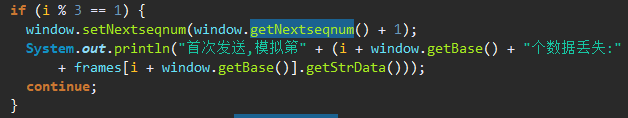 if (i % 3 == 1) {
window.setNextseqnum(window.getNextseqnum() + 1);
System.out.println("首次发送,模拟第" + (i + window.getBase() + "个数据丢失:"
+ frames[i + window.getBase()].getStrData()));
continue;
}